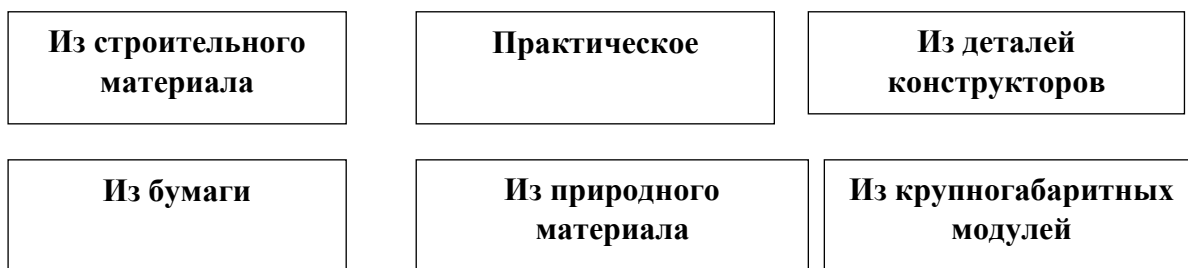 Из строительного
материала
Практическое
Из деталей
конструкторов
Из бумаги
Из природного
материала
Из крупногабаритных
модулей